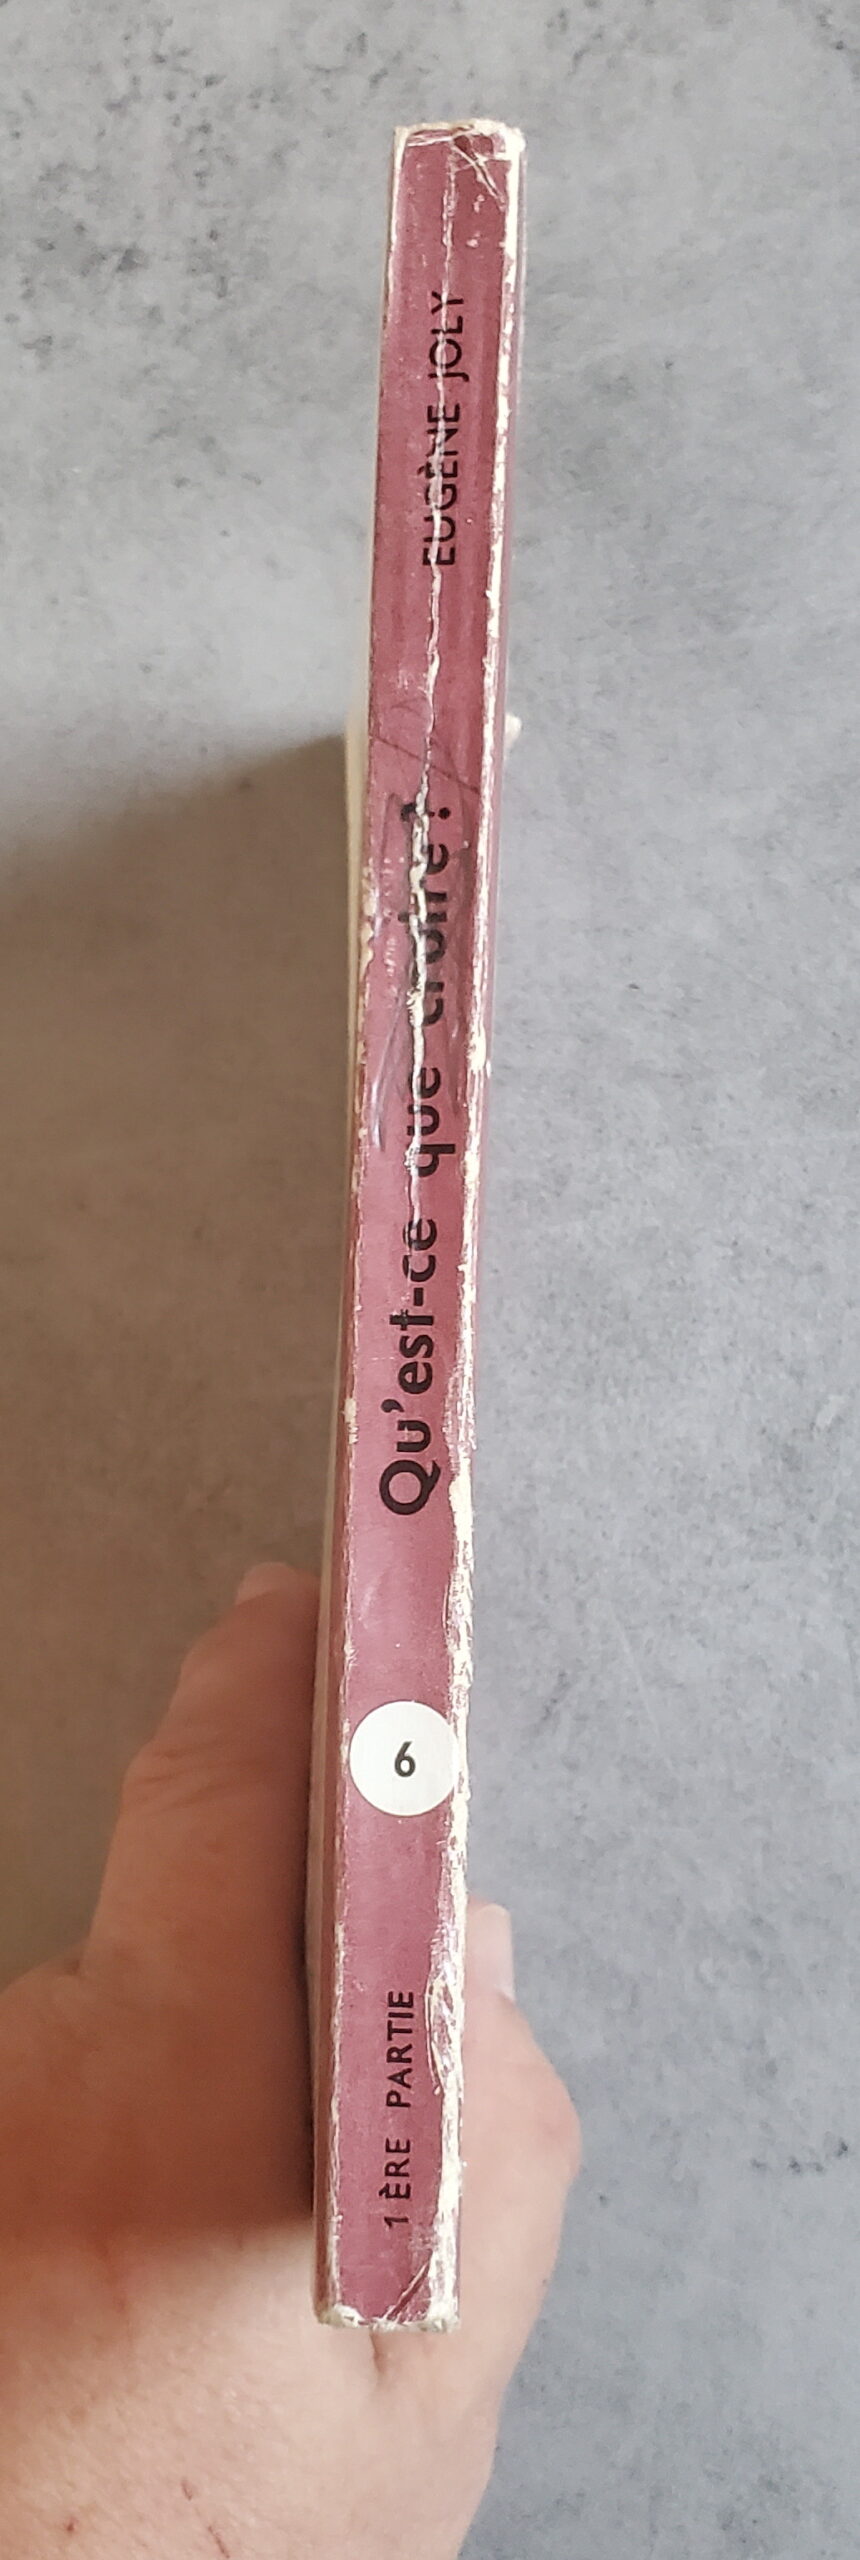 EUGÈNE JOLY
Qu'est-ce que croire?
6
1ÈRE PARTIE